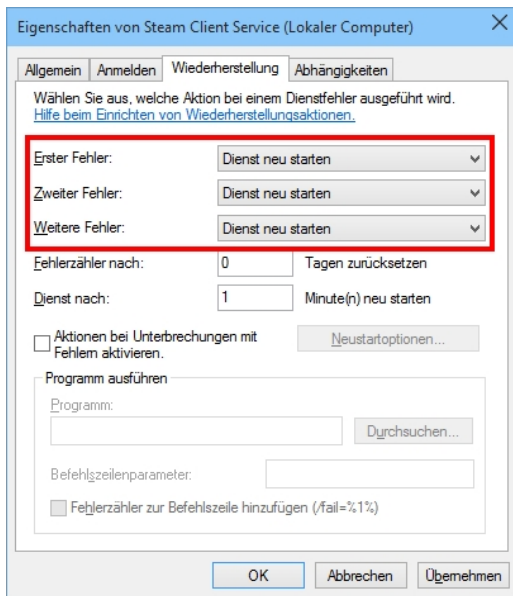 Eigenschaften von Steam Client Service (Lokaler Computer)
Allgemein Anmelden Wiederherstellung Abhängigkeiten
Wählen Sie aus, welche Aktion bei einem Dienstfehler ausgeführt wird.
Hilfe beim Einrichten von Wiederherstellungsaktionen.
Erster Fehler: Dienst neu starten
Zweiter Fehler: Dienst neu starten
Weitere Fehler: Dienst neu starten
Fehlerzähler nach: 0 Tagen zurücksetzen
Dienst nach: 1 Minute(n) neu starten
Aktionen bei Unterbrechungen mit
Fehlern aktivieren.
Neustartoptionen...
Programm ausführen
Programm:
Durchsuchen...
Befehlszeilenparameter:
Fehlerzähler zur Befehlszeile hinzufügen (/fail=%1%)
OK Abbrechen Übernehmen